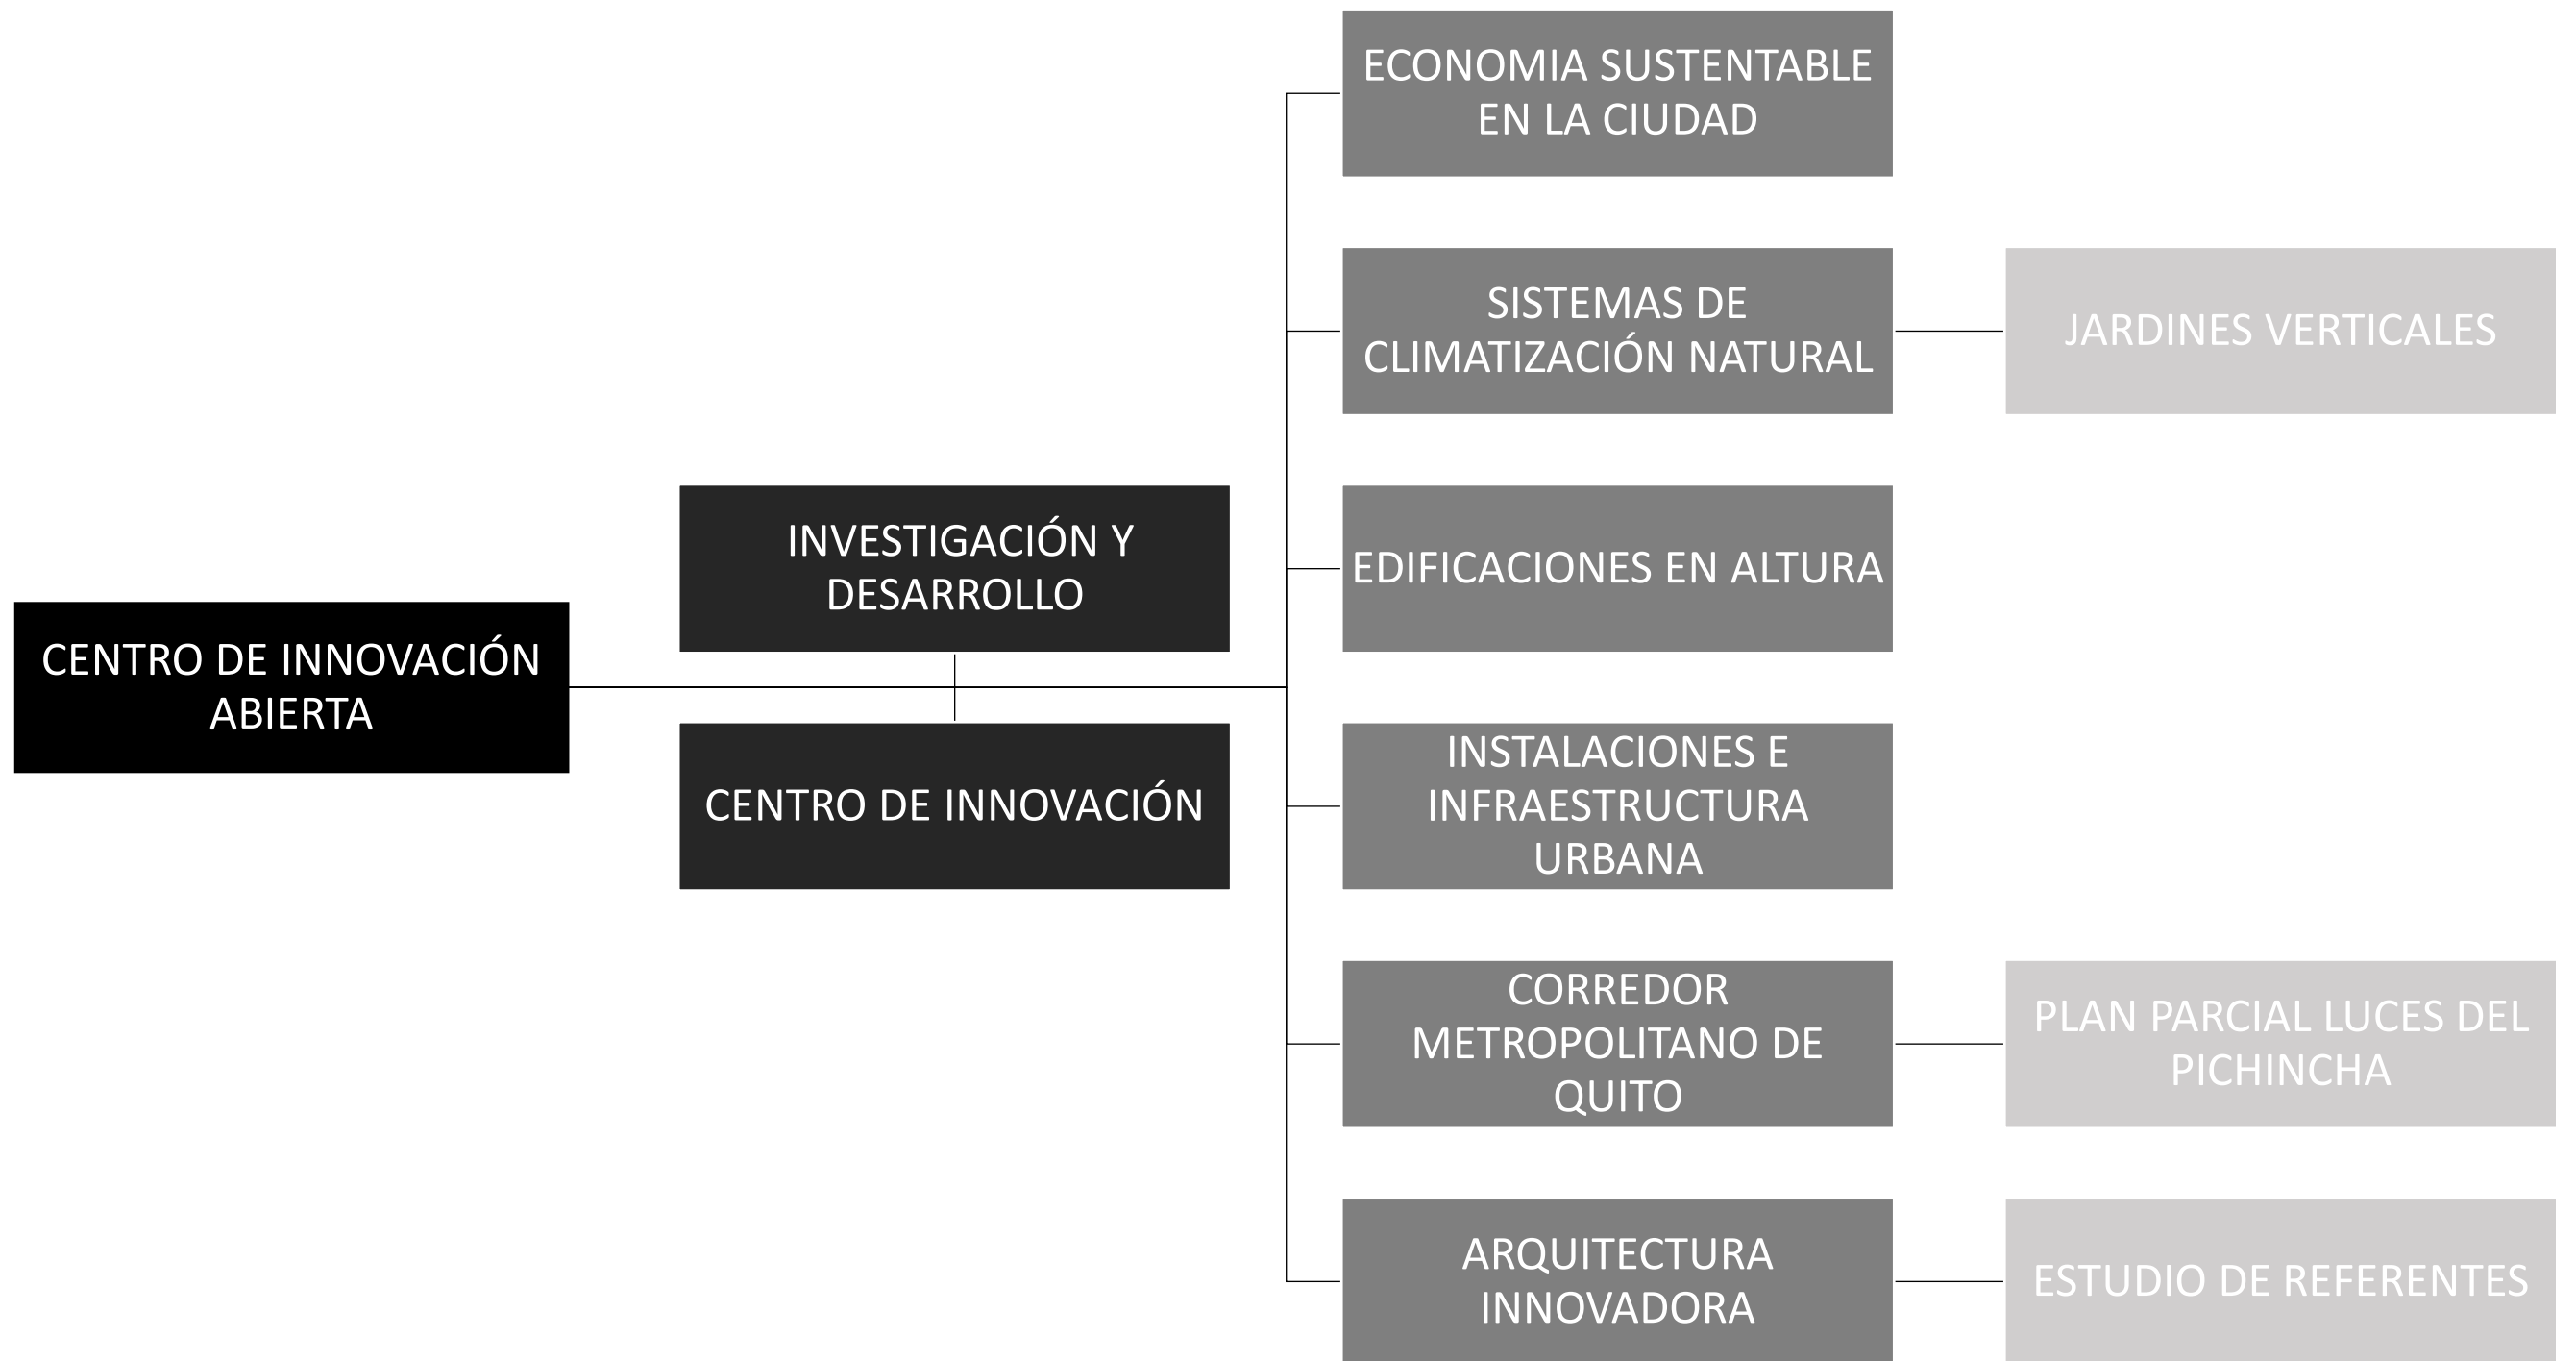 CENTRO DE INNOVACIÓN
ABIERTA
INVESTIGACIÓN Y
DESARROLLO
CENTRO DE INNOVACIÓN
ECONOMIA SUSTENTABLE
EN LA CIUDAD
SISTEMAS DE
CLIMATIZACIÓN NATURAL
JARDINES VERTICALES
EDIFICACIONES EN ALTURA
INSTALACIONES E
INFRAESTRUCTURA
URBANA
CORREDOR
METROPOLITANO DE
QUITO
PLAN PARCIAL LUCES DEL
PICHINCHA
ARQUITECTURA
INNOVADORA
ESTUDIO DE REFERENTES